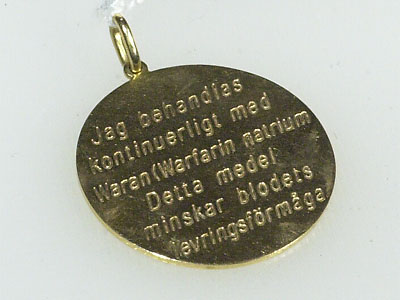 Jag behandlas
kontinuerligt med
Waran(Warfarin natrium
Detta medel
minskar blodets
levringsförmåga